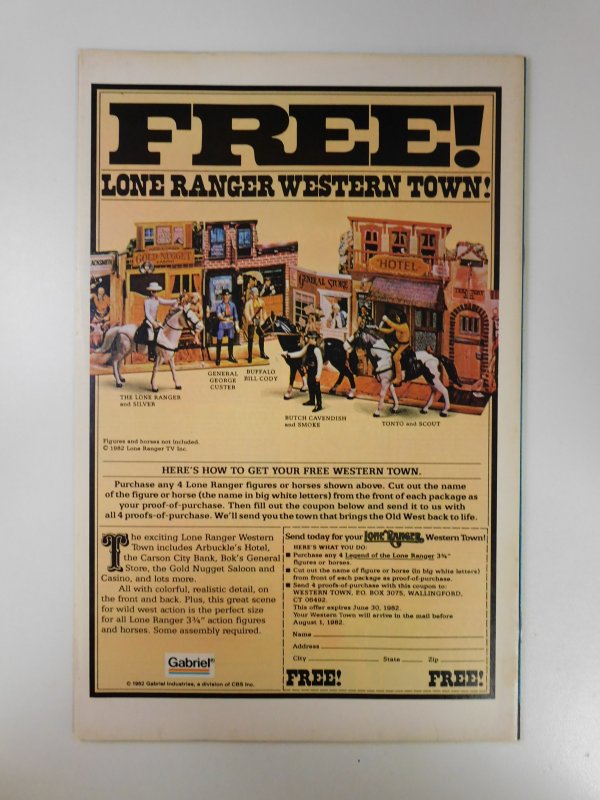 FREE!
LONE RANGER WESTERN TOWN!
GOLD NUGGET
GENERAL STORE
HOTEL
THE LONE RANGER
and SILVER
GENERAL
GEORGE
CUSTER
BUFFALO
BILL CODY
BUTCH CAVENDISH
and SMOKE
TONTO and SCOUT
Figures and horses not included.
© 1982 Lone Ranger TV Inc.
HERE'S HOW TO GET YOUR FREE WESTERN TOWN.
Purchase any 4 Lone Ranger figures or horses shown above. Cut out the name
of the figure or horse (the name in big white letters) from the front of each package as
your proof-of-purchase. Then fill out the coupon below and send it to us with
all 4 proofs-of-purchase. We'll send you the town that brings the Old West back to life.
The exciting Lone Ranger Western
Town includes Arbuckle's Hotel,
the Carson City Bank, Bok's General
Store, the Gold Nugget Saloon and
Casino, and lots more.
All with colorful, realistic detail, on
the front and back. Plus, this great scene
for wild west action is the perfect size
for all Lone Ranger 3¾" action figures
and horses. Some assembly required.
Gabriel®
© 1982 Gabriel Industries, a division of CBS Inc.
Send today for your LONE RANGER Western Town!
HERE'S WHAT YOU DO:
■ Purchase any 4 Legend of the Lone Ranger 3¾"
figures or horses.
■ Cut out the name of figure or horse (in big white letters)
from front of each package as proof-of-purchase.
■ Send 4 proofs-of-purchase with this coupon to:
WESTERN TOWN, P.O. BOX 3075, WALLINGFORD,
CT 06492.
This offer expires June 30, 1982.
Your Western Town will arrive in the mail before
August 1, 1982.
Name
Address
City State Zip
FREE! FREE!